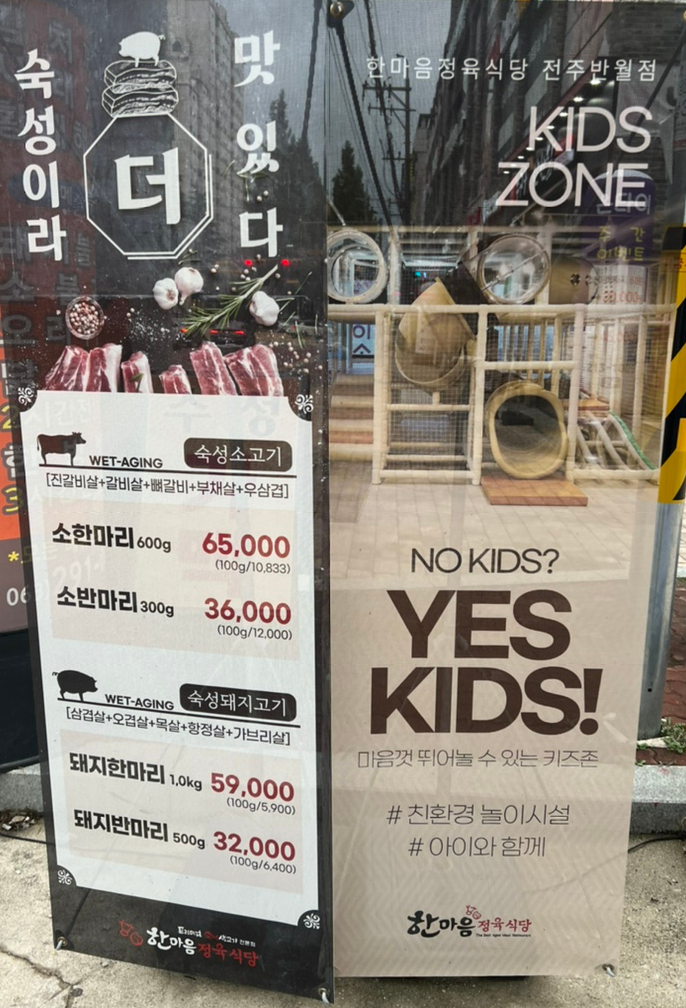 숙성이라
더
맛있다
WET-AGING 숙성소고기
[진갈비살+갈비살+뼈갈비+부채살+우삼겹]
소한마리 600g 65,000
(100g/10,833)
소반마리 300g 36,000
(100g/12,000)
WET-AGING 숙성돼지고기
[삼겹살+오겹살+목살+항정살+가브리살]
돼지한마리 1,0kg 59,000
(100g/5,900)
돼지반마리 500g 32,000
(100g/6,400)
한마음정육식당
한마음정육식당 전주반월점
KIDS
ZONE
NO KIDS?
YES
KIDS!
마음껏 뛰어놀 수 있는 키즈존
# 친환경 놀이시설
# 아이와 함께
한마음정육식당